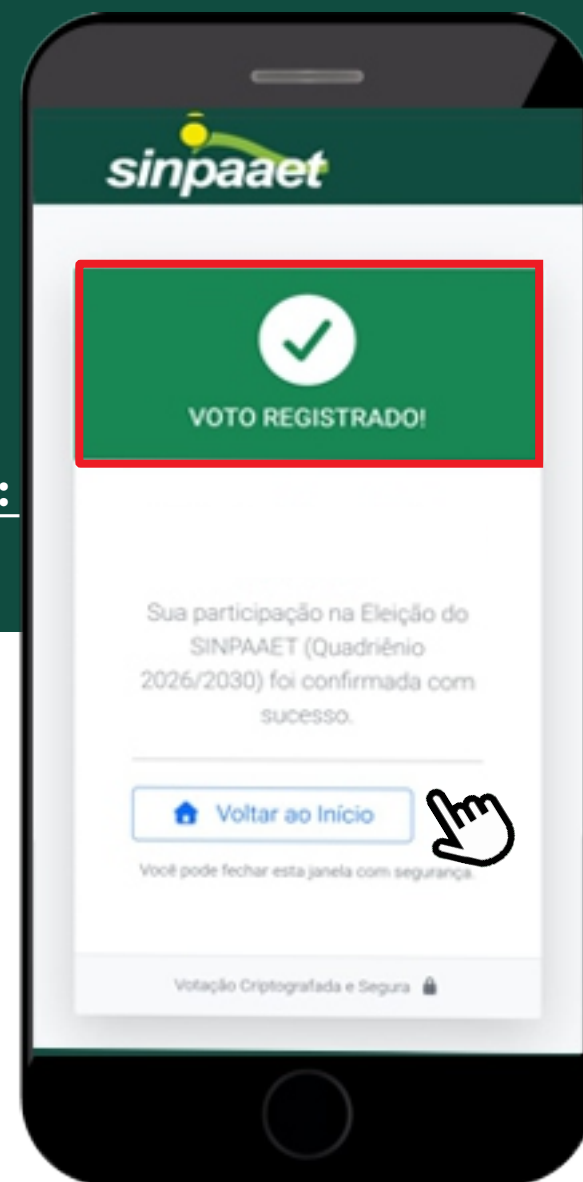 sinpaaet
VOTO REGISTRADO!
:
Sua participação na Eleição do
SINPAAET (Quadriênio
2026/2030) foi confirmada com
sucesso.
Voltar ao Início
Você pode fechar esta janela com segurança.
Votação Criptografada e Segura